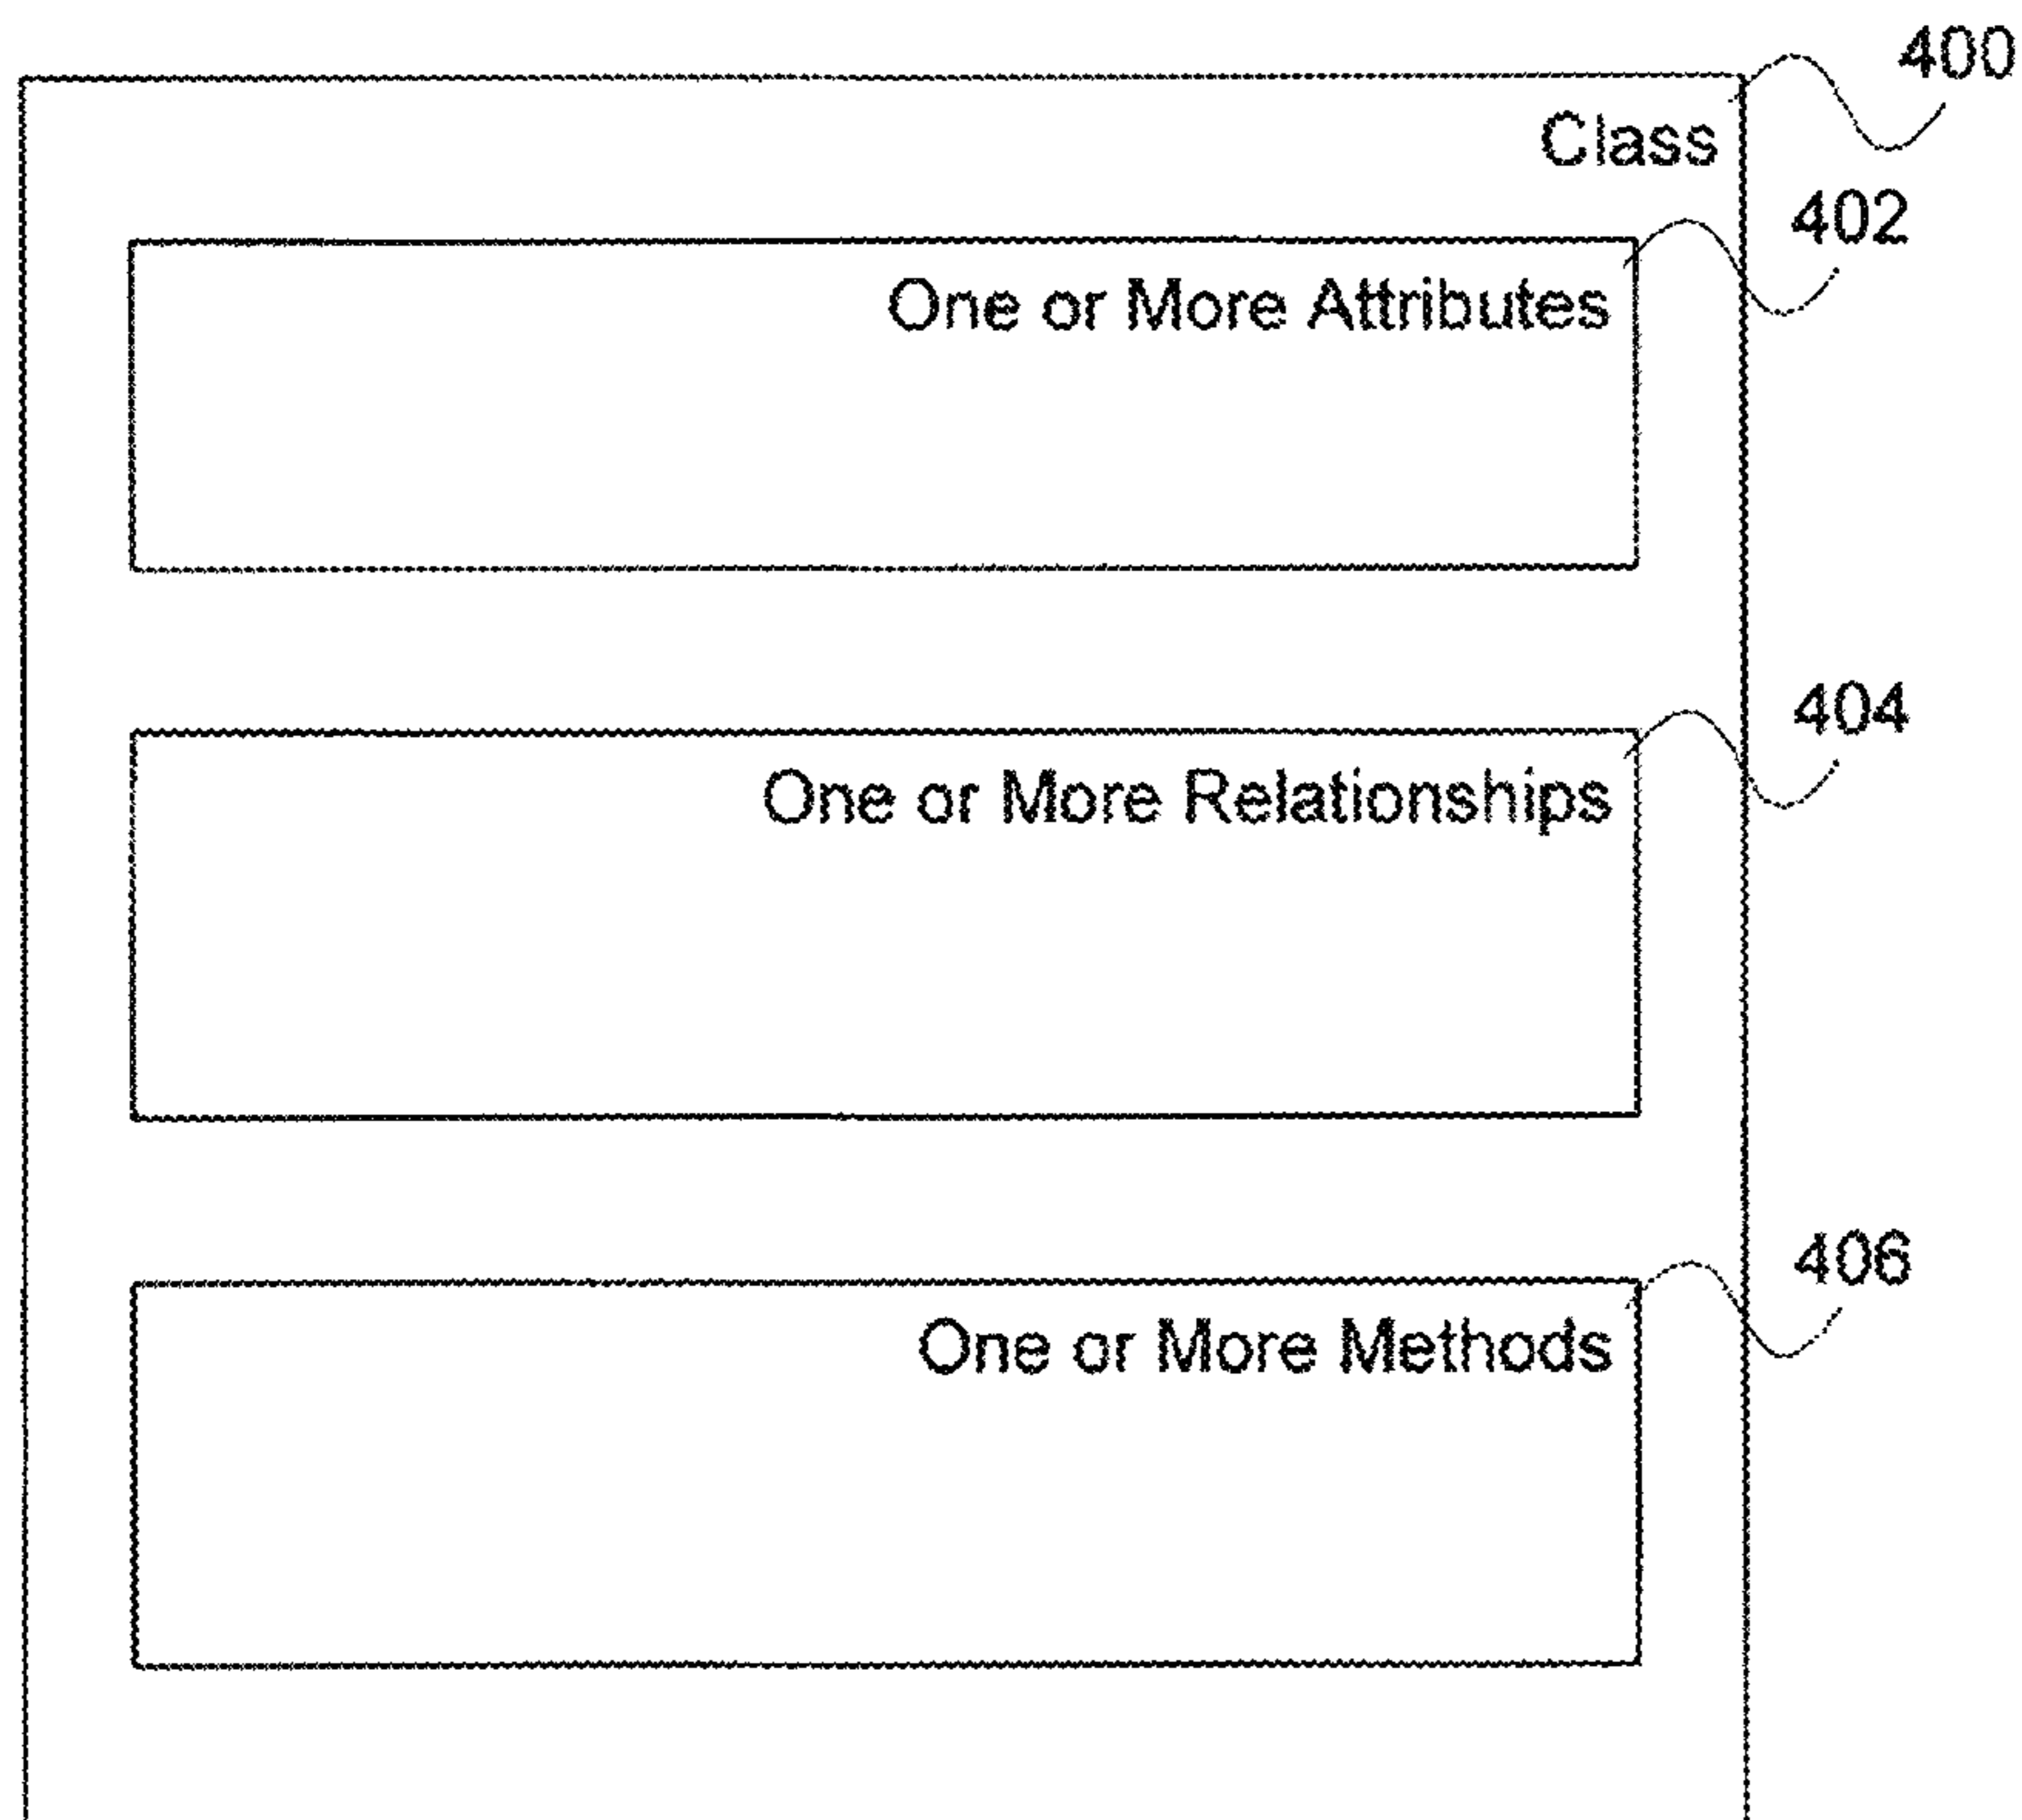 400
Class
402
One or More Attributes
404
One or More Relationships
406
One or More Methods